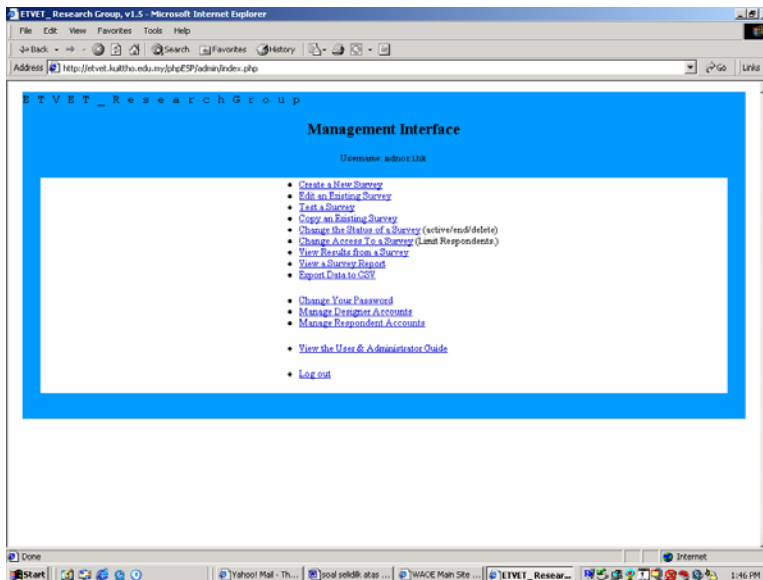 ETVET_ Research Group, v1.5 - Microsoft Internet Explorer
File Edit View Favorites Tools Help
Back Search Favorites History
Address http://etvet.kuittho.edu.my/phpESP/admin/index.php Go Links
ETVET_ResearchGroup
Management Interface
Username:
Create a New Survey
Edit an Existing Survey
Test a Survey
Copy an Existing Survey
Change the Status of a Survey (active/end/delete)
Change Access To a Survey (Limit Respondents.)
View Results from a Survey
View a Survey Report
Export Data to CSV
Change Your Password
Manage Designer Accounts
Manage Respondent Accounts
View the User & Administrator Guide
Log out
Done Internet
Start Yahoo! Mail - Th... soal selidik atas ... WAOE Main Site ... ETVET_ Resear... 1:46 PM